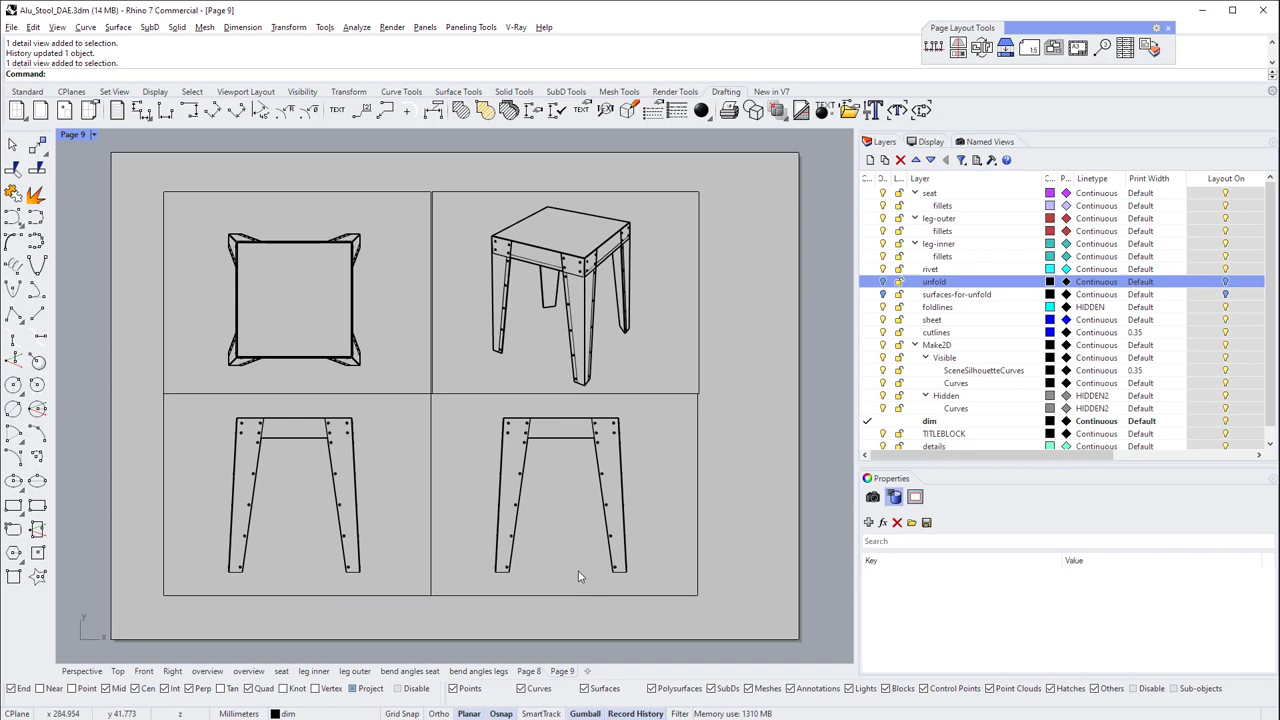 Alu_Stool_DAE.3dm (14 MB) - Rhino 7 Commercial - [Page 9]
File Edit View Curve Surface SubD Solid Mesh Dimension Transform Tools Analyze Render Panels Paneling Tools V-Ray Help
Page Layout Tools
1 detail view added to selection.
History updated 1 object.
1 detail view added to selection.
Command:
Standard CPlanes Set View Display Select Viewport Layout Visibility Transform Curve Tools Surface Tools Solid Tools SubD Tools Mesh Tools Render Tools Drafting New in V7
Page 9
Layers Display Named Views
C... O... L... Layer C... P... Linetype Print Width Layout On
seat Continuous Default
fillets Continuous Default
leg-outer Continuous Default
fillets Continuous Default
leg-inner Continuous Default
fillets Continuous Default
rivet Continuous Default
unfold Continuous Default
surfaces-for-unfold Continuous Default
foldlines HIDDEN Default
sheet Continuous Default
cutlines Continuous 0.35
Make2D Continuous Default
Visible Continuous Default
SceneSilhouetteCurves Continuous 0.35
Curves Continuous Default
Hidden HIDDEN2 Default
Curves HIDDEN2 Default
dim Continuous Default
TITLEBLOCK Continuous Default
details Continuous Default
Properties
Search
Key Value
y
x
Perspective Top Front Right overview overview seat leg inner leg outer bend angles seat bend angles legs Page 8 Page 9
End Near Point Mid Cen Int Perp Tan Quad Knot Vertex Project Disable Points Curves Surfaces Polysurfaces SubDs Meshes Annotations Lights Blocks Control Points Point Clouds Hatches Others Disable Sub-objects
CPlane x 284.954 y 41.773 z Millimeters dim Grid Snap Ortho Planar Osnap SmartTrack Gumball Record History Filter Memory use: 1310 MB